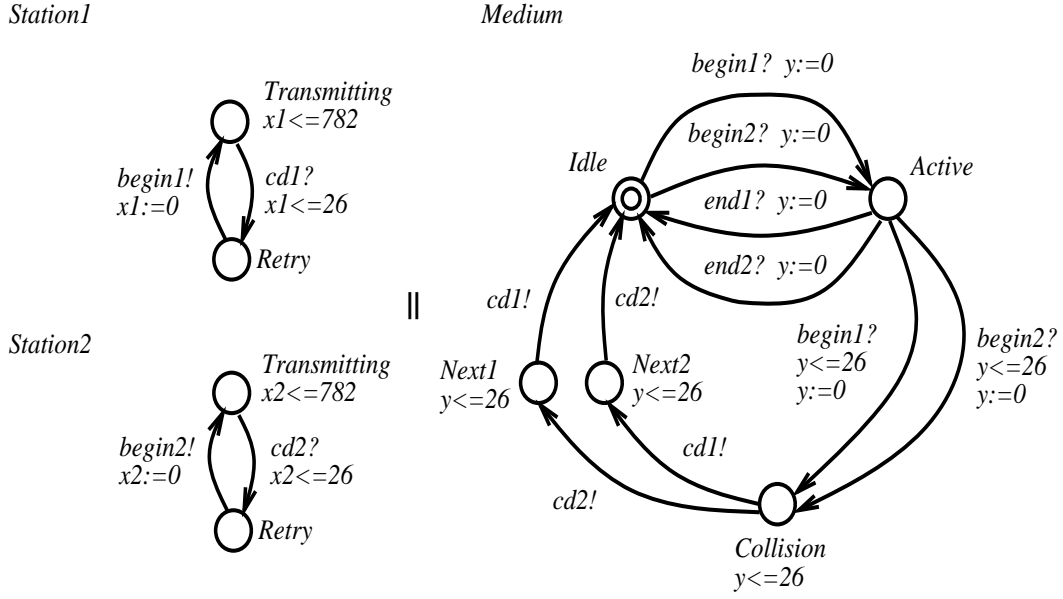 Station1
Transmitting
x1<=782
begin1!
x1:=0
cd1?
x1<=26
Retry
||
Station2
Transmitting
x2<=782
begin2!
x2:=0
cd2?
x2<=26
Retry
Medium
begin1? y:=0
begin2? y:=0
Idle
Active
end1? y:=0
end2? y:=0
cd1!
cd2!
begin1?
y<=26
y:=0
begin2?
y<=26
y:=0
Next1
y<=26
Next2
y<=26
cd1!
cd2!
Collision
y<=26